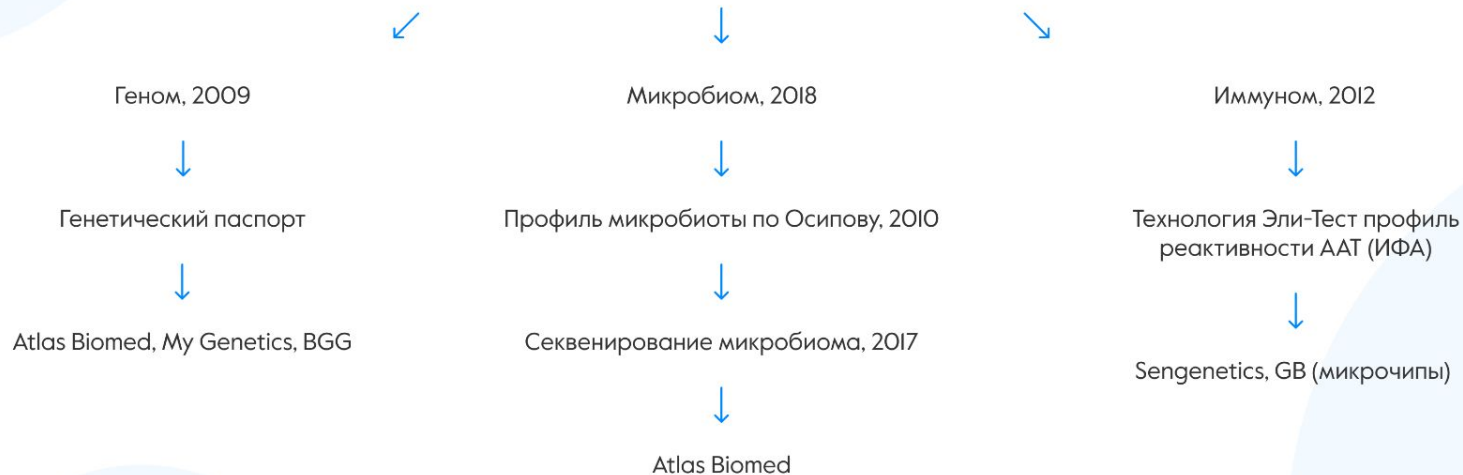 Геном, 2009
Микробиом, 2018
Иммуном, 2012
Генетический паспорт
Профиль микробиоты по Осипову, 2010
Технология Эли-Тест профиль
реактивности ААТ (ИФА)
Atlas Biomed, My Genetics, BGG
Секвенирование микробиома, 2017
Sengenetics, GB (микрочипы)
Atlas Biomed